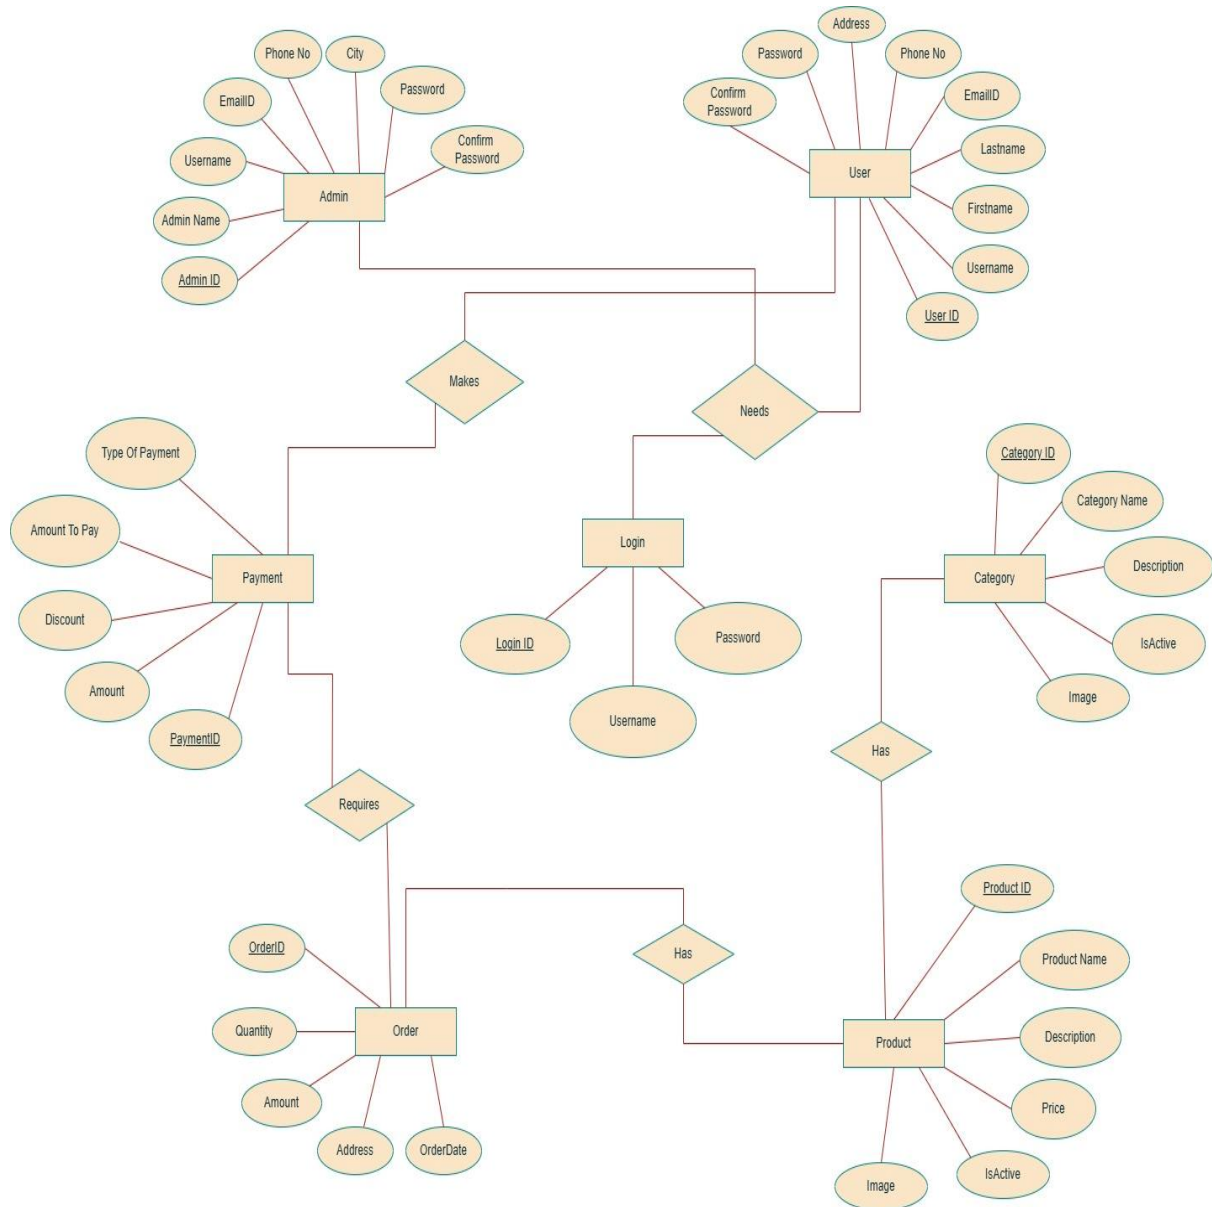 Address
Phone No
City
Password
Phone No
EmailID
Password
EmailID
Confirm
Password
Username
Confirm
Password
Lastname
Admin
User
Admin Name
Firstname
Admin ID
Username
User ID
Makes
Needs
Type Of Payment
Category ID
Category Name
Amount To Pay
Login
Description
Payment
Category
Discount
Login ID
Password
IsActive
Amount
Image
Username
PaymentID
Has
Requires
Product ID
OrderID
Has
Product Name
Quantity
Order
Description
Product
Amount
Price
Address
OrderDate
IsActive
Image